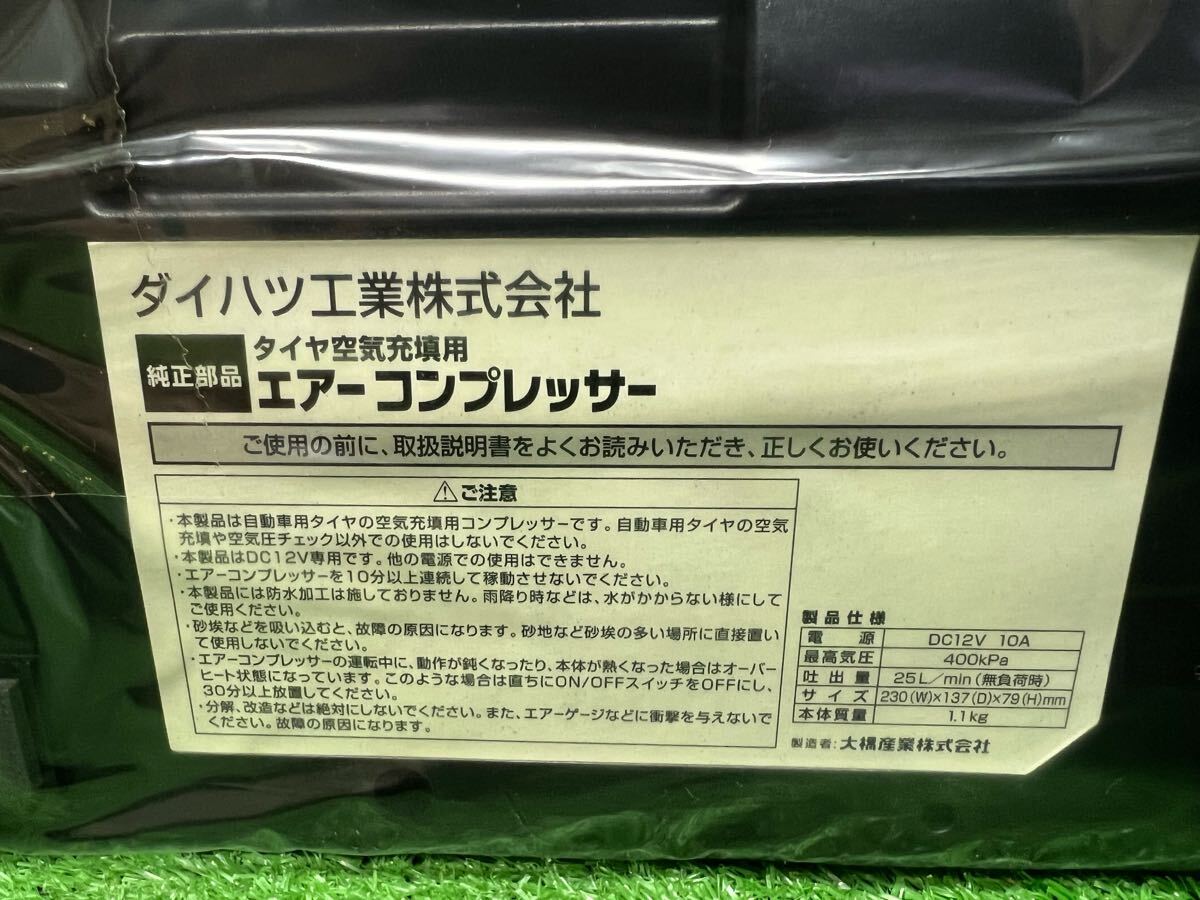 ダイハツ工業株式会社
純正部品
タイヤ空気充填用
エアーコンプレッサー
ご使用の前に、取扱説明書をよくお読みいただき、正しくお使いください。
⚠ご注意
・本製品は自動車用タイヤの空気充填用コンプレッサーです。自動車用タイヤの空気
充填や空気圧チェック以外での使用はしないでください。
・本製品はDC12V専用です。他の電源での使用はできません。
・エアーコンプレッサーを10分以上連続して稼動させないでください。
・本製品には防水加工は施しておりません。雨降り時などは、水がかからない様にして
ご使用ください。
・砂埃などを吸い込むと、故障の原因になります。砂地など砂埃の多い場所に直接置い
て使用しないでください。
・エアーコンプレッサーの運転中に、動作が鈍くなったり、本体が熱くなった場合はオーバー
ヒート状態になっています。このような場合は直ちにON/OFFスイッチをOFFにし、
30分以上放置してください。
・分解、改造などは絶対にしないでください。また、エアーゲージなどに衝撃を与えないで
ください。故障の原因になります。
製品仕様
電源 DC12V 10A
最高気圧 400kPa
吐出量 25L/min(無負荷時)
サイズ 230(W)×137(D)×79(H)mm
本体質量 1.1kg
製造者:大橋産業株式会社